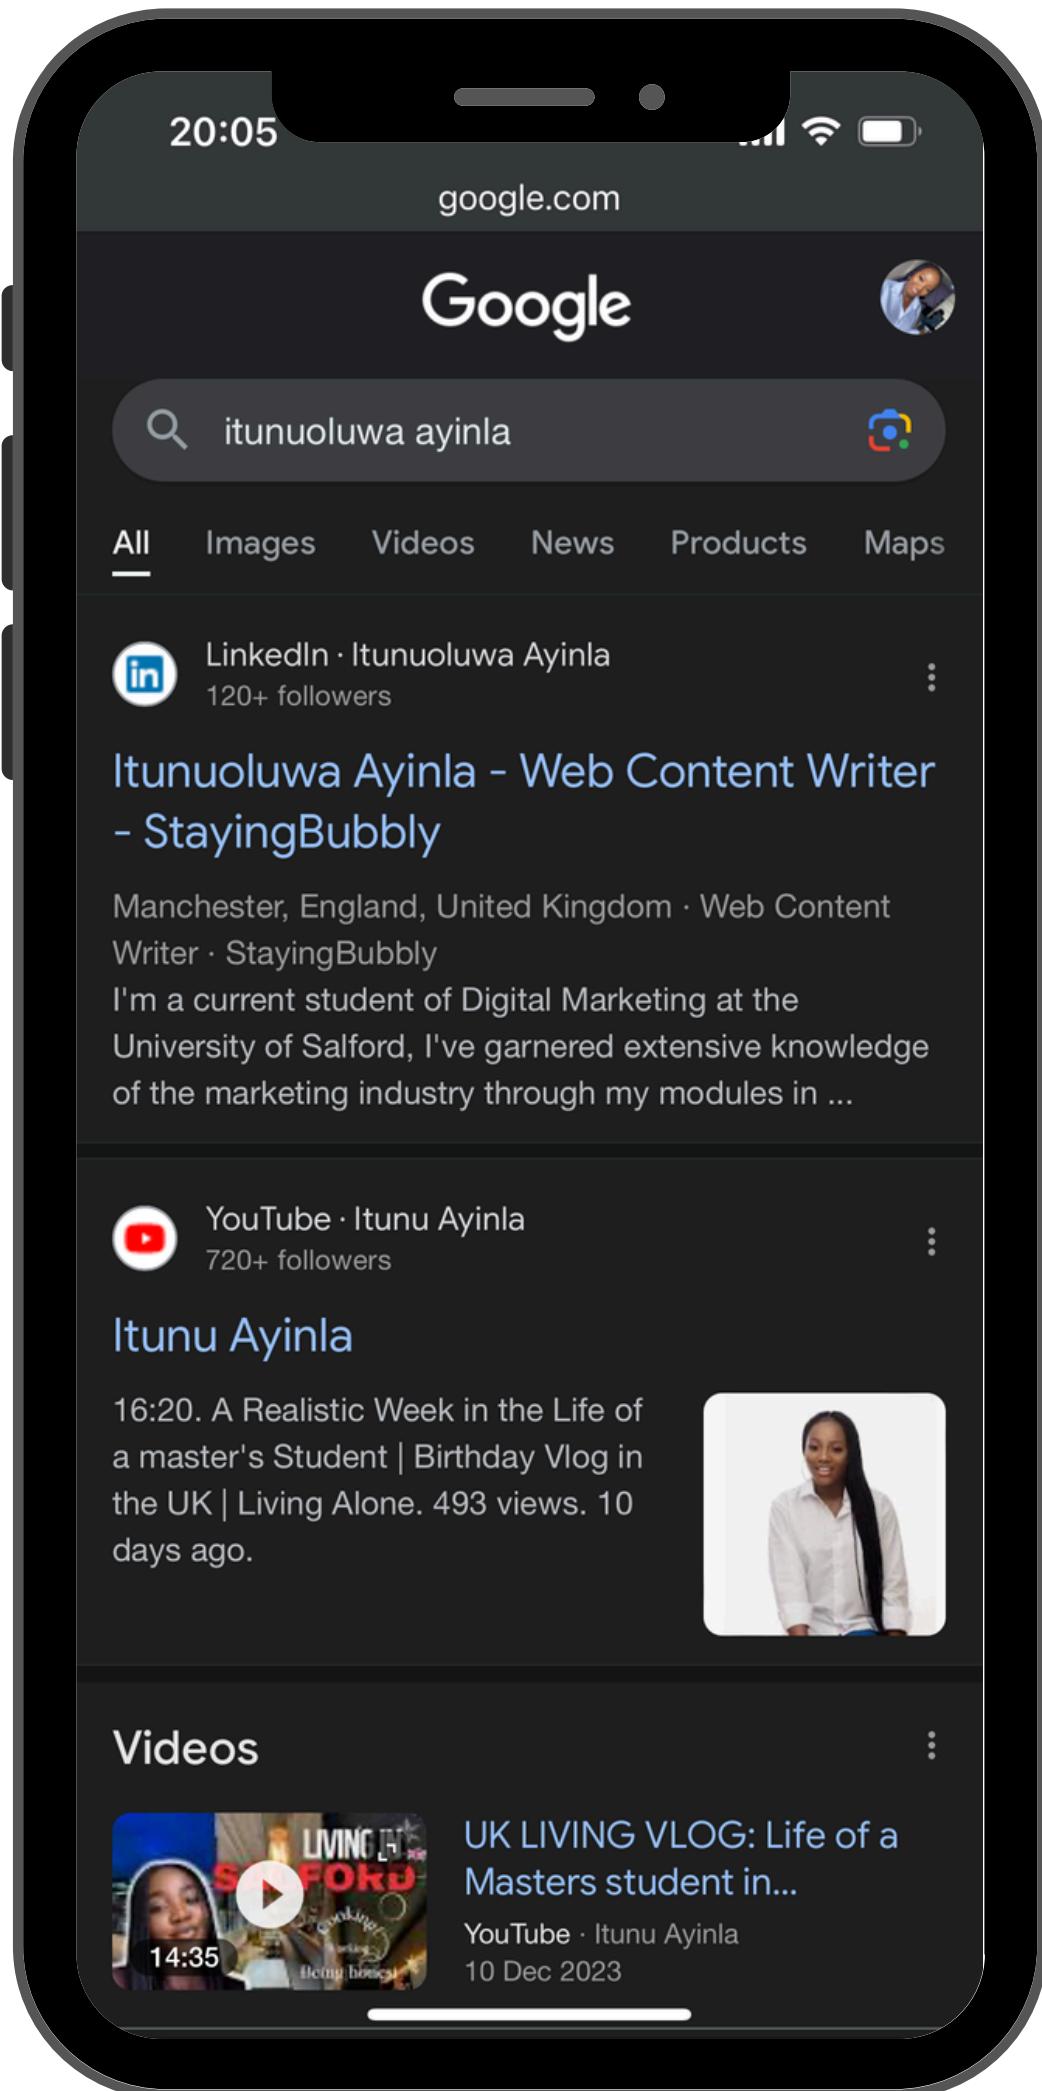 20:05
google.com
Google
itunuoluwa ayinla
All Images Videos News Products Maps
in
LinkedIn · Itunuoluwa Ayinla
120+ followers
Itunuoluwa Ayinla - Web Content Writer
- StayingBubbly
Manchester, England, United Kingdom · Web Content
Writer · StayingBubbly
I'm a current student of Digital Marketing at the
University of Salford, I've garnered extensive knowledge
of the marketing industry through my modules in ...
YouTube · Itunu Ayinla
720+ followers
Itunu Ayinla
16:20. A Realistic Week in the Life of
a master's Student | Birthday Vlog in
the UK | Living Alone. 493 views. 10
days ago.
Videos
LIVING
cooking
Being honest
14:35
UK LIVING VLOG: Life of a
Masters student in...
YouTube · Itunu Ayinla
10 Dec 2023